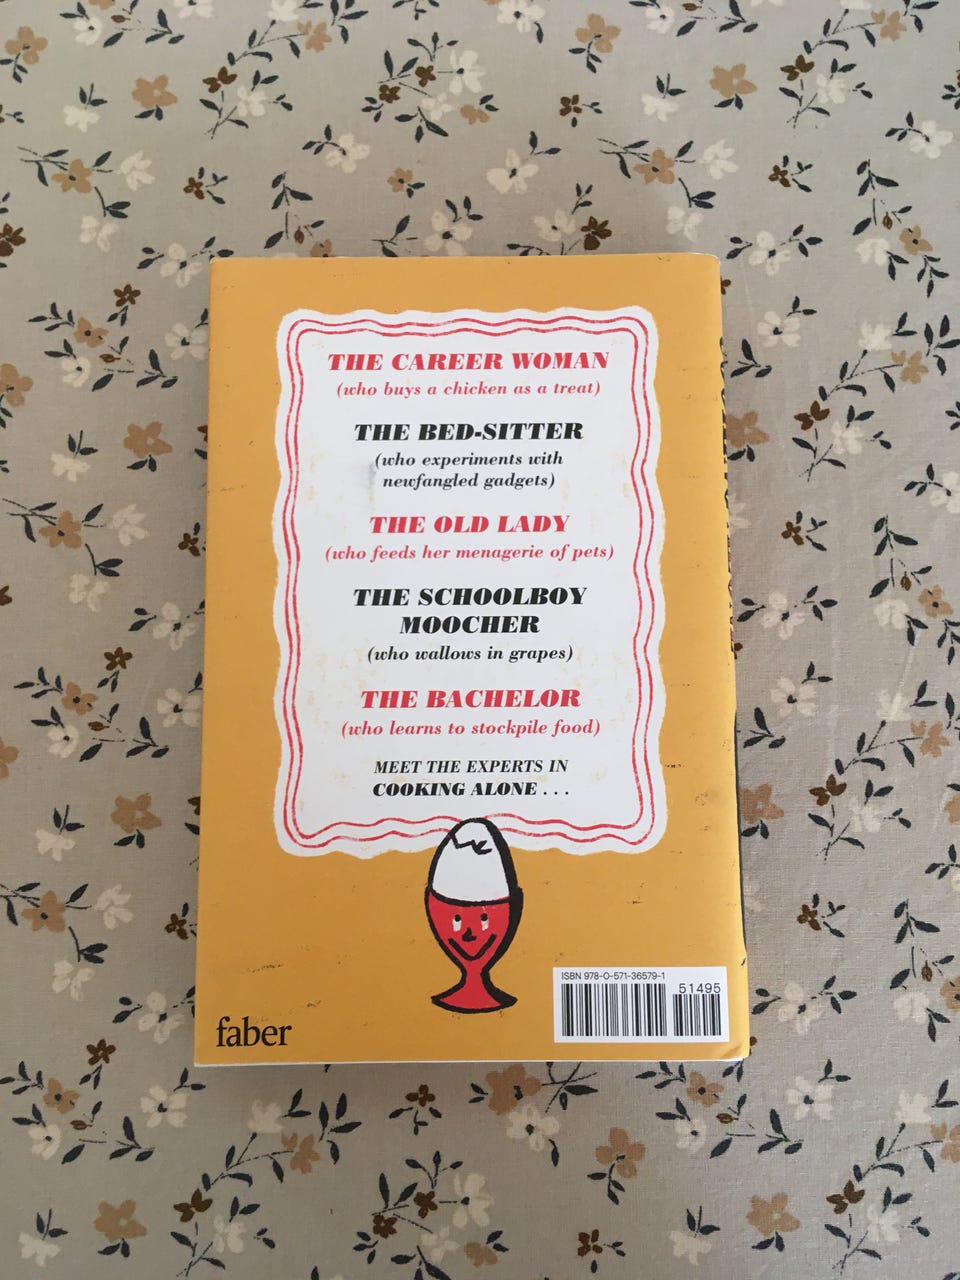 THE CAREER WOMAN
(who buys a chicken as a treat)
THE BED-SITTER
(who experiments with
newfangled gadgets)
THE OLD LADY
(who feeds her menagerie of pets)
THE SCHOOLBOY
MOOCHER
(who wallows in grapes)
THE BACHELOR
(who learns to stockpile food)
MEET THE EXPERTS IN
COOKING ALONE . . .
ISBN 978-0-571-36579-1
51495
faber